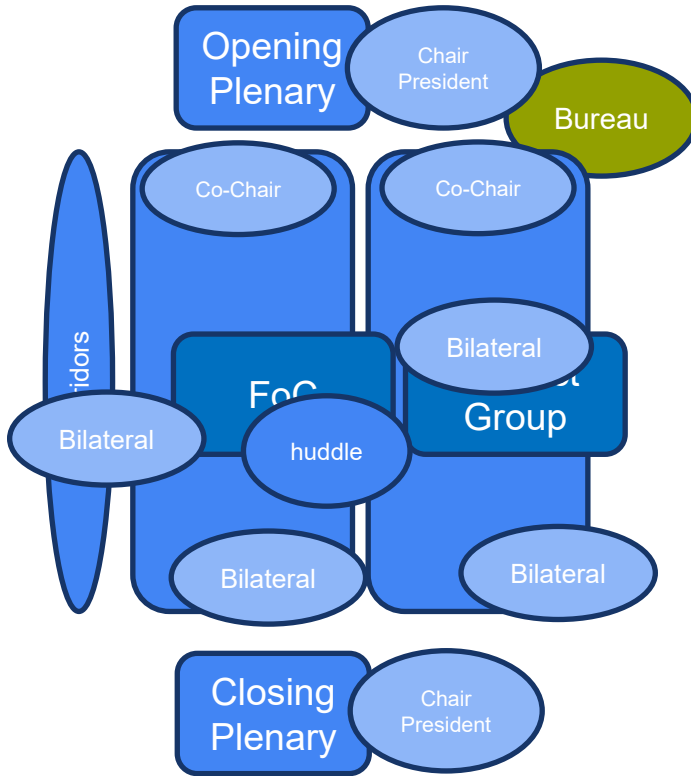 Opening
Plenary
Chair
President
Bureau
Co-Chair
Co-Chair
Bilateral
Group
Bilateral
huddle
Bilateral
Bilateral
Closing
Plenary
Chair
President